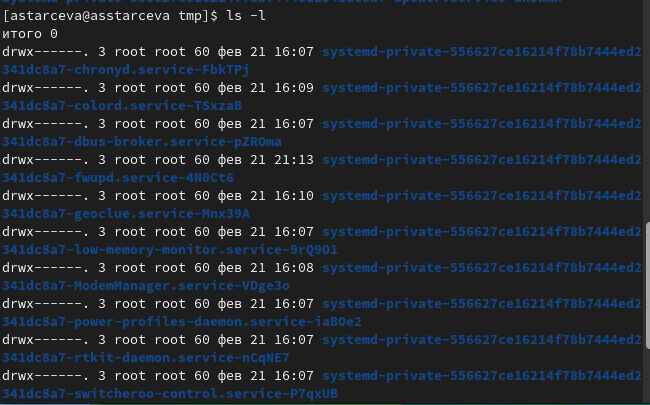 [astarceva@asstarceva tmp]$ ls -l
итого 0
drwx------. 3 root root 60 фев 21 16:07 systemd-private-556627ce16214f78b7444ed2
341dc8a7-chronyd.service-FbkTPj
drwx------. 3 root root 60 фев 21 16:09 systemd-private-556627ce16214f78b7444ed2
341dc8a7-colord.service-TSxzaB
drwx------. 3 root root 60 фев 21 16:07 systemd-private-556627ce16214f78b7444ed2
341dc8a7-dbus-broker.service-pZROma
drwx------. 3 root root 60 фев 21 21:13 systemd-private-556627ce16214f78b7444ed2
341dc8a7-fwupd.service-4N0Ct6
drwx------. 3 root root 60 фев 21 16:10 systemd-private-556627ce16214f78b7444ed2
341dc8a7-geoclue.service-Mnx39A
drwx------. 3 root root 60 фев 21 16:07 systemd-private-556627ce16214f78b7444ed2
341dc8a7-low-memory-monitor.service-9rQ9O1
drwx------. 3 root root 60 фев 21 16:08 systemd-private-556627ce16214f78b7444ed2
341dc8a7-ModemManager.service-VDge3o
drwx------. 3 root root 60 фев 21 16:07 systemd-private-556627ce16214f78b7444ed2
341dc8a7-power-profiles-daemon.service-iaBOe2
drwx------. 3 root root 60 фев 21 16:07 systemd-private-556627ce16214f78b7444ed2
341dc8a7-rtkit-daemon.service-nCqNE7
drwx------. 3 root root 60 фев 21 16:07 systemd-private-556627ce16214f78b7444ed2
341dc8a7-switcheroo-control.service-P7qxUB